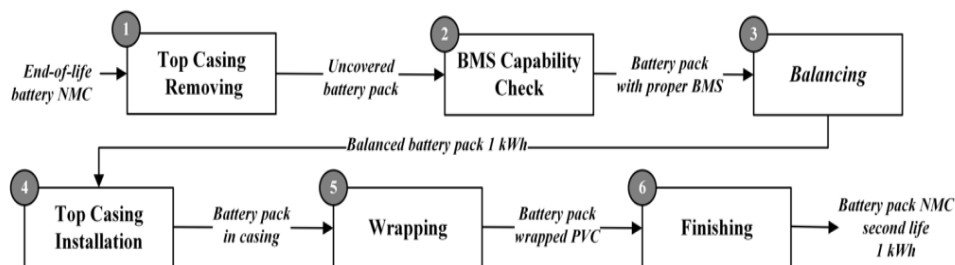 1
End-of-life
battery NMC
Top Casing
Removing
Uncovered
battery pack
2
BMS Capability
Check
Battery pack
with proper BMS
3
Balancing
Balanced battery pack 1 kWh
4
Top Casing
Installation
Battery pack
in casing
5
Wrapping
Battery pack
wrapped PVC
6
Finishing
Battery pack NMC
second life
1 kWh